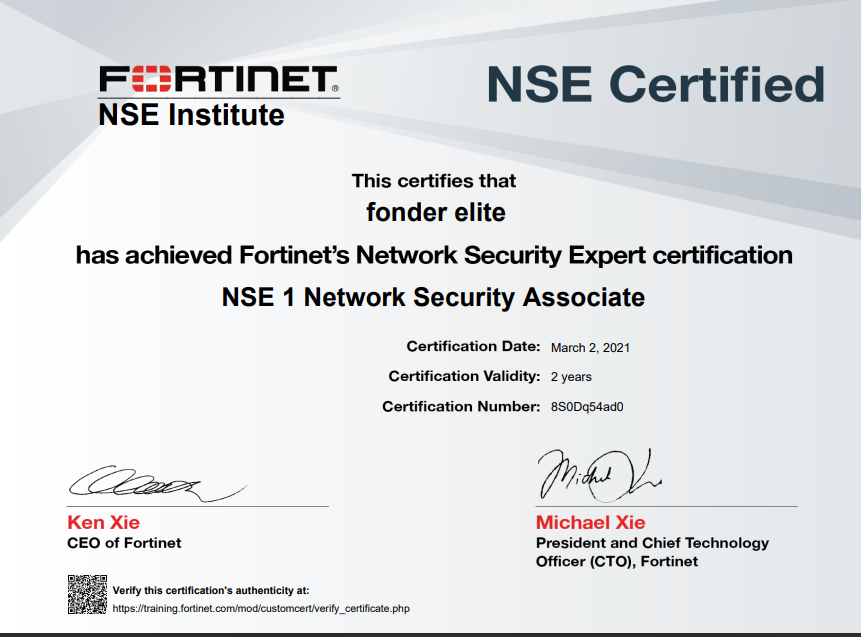 FORTINET®
NSE Institute
NSE Certified
This certifies that
fonder elite
has achieved Fortinet’s Network Security Expert certification
NSE 1 Network Security Associate
Certification Date: March 2, 2021
Certification Validity: 2 years
Certification Number: 8S0Dq54ad0
Ken Xie
CEO of Fortinet
Michael Xie
President and Chief Technology
Officer (CTO), Fortinet
Verify this certification's authenticity at:
https://training.fortinet.com/mod/customcert/verify_certificate.php